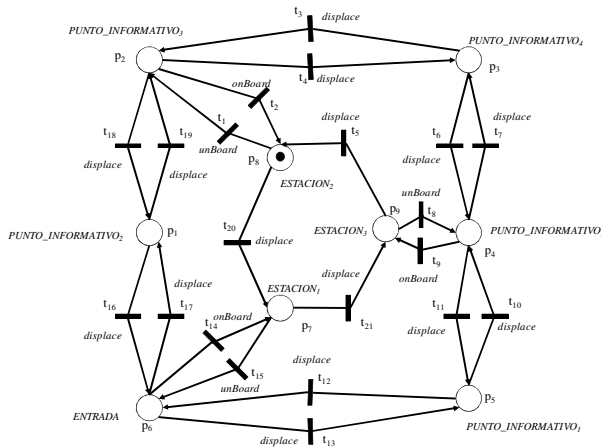 t3
displace
PUNTO_INFORMATIVO3
PUNTO_INFORMATIVO4
p2
p3
t4
displace
onBoard
t2
t1
unBoard
displace
t5
displace
t18
t19
t6
t7
displace
displace
displace
p8
ESTACION2
unBoard
p9
t8
PUNTO_INFORMATIVO2
p1
t20
displace
ESTACION3
PUNTO_INFORMATIVO
p4
t9
onBoard
displace
displace
ESTACION1
t16
t17
displace
displace
onBoard
t14
p7
t21
t11
t10
displace
displace
t15
unBoard
displace
t12
ENTRADA
p6
p5
PUNTO_INFORMATIVO1
displace
t13